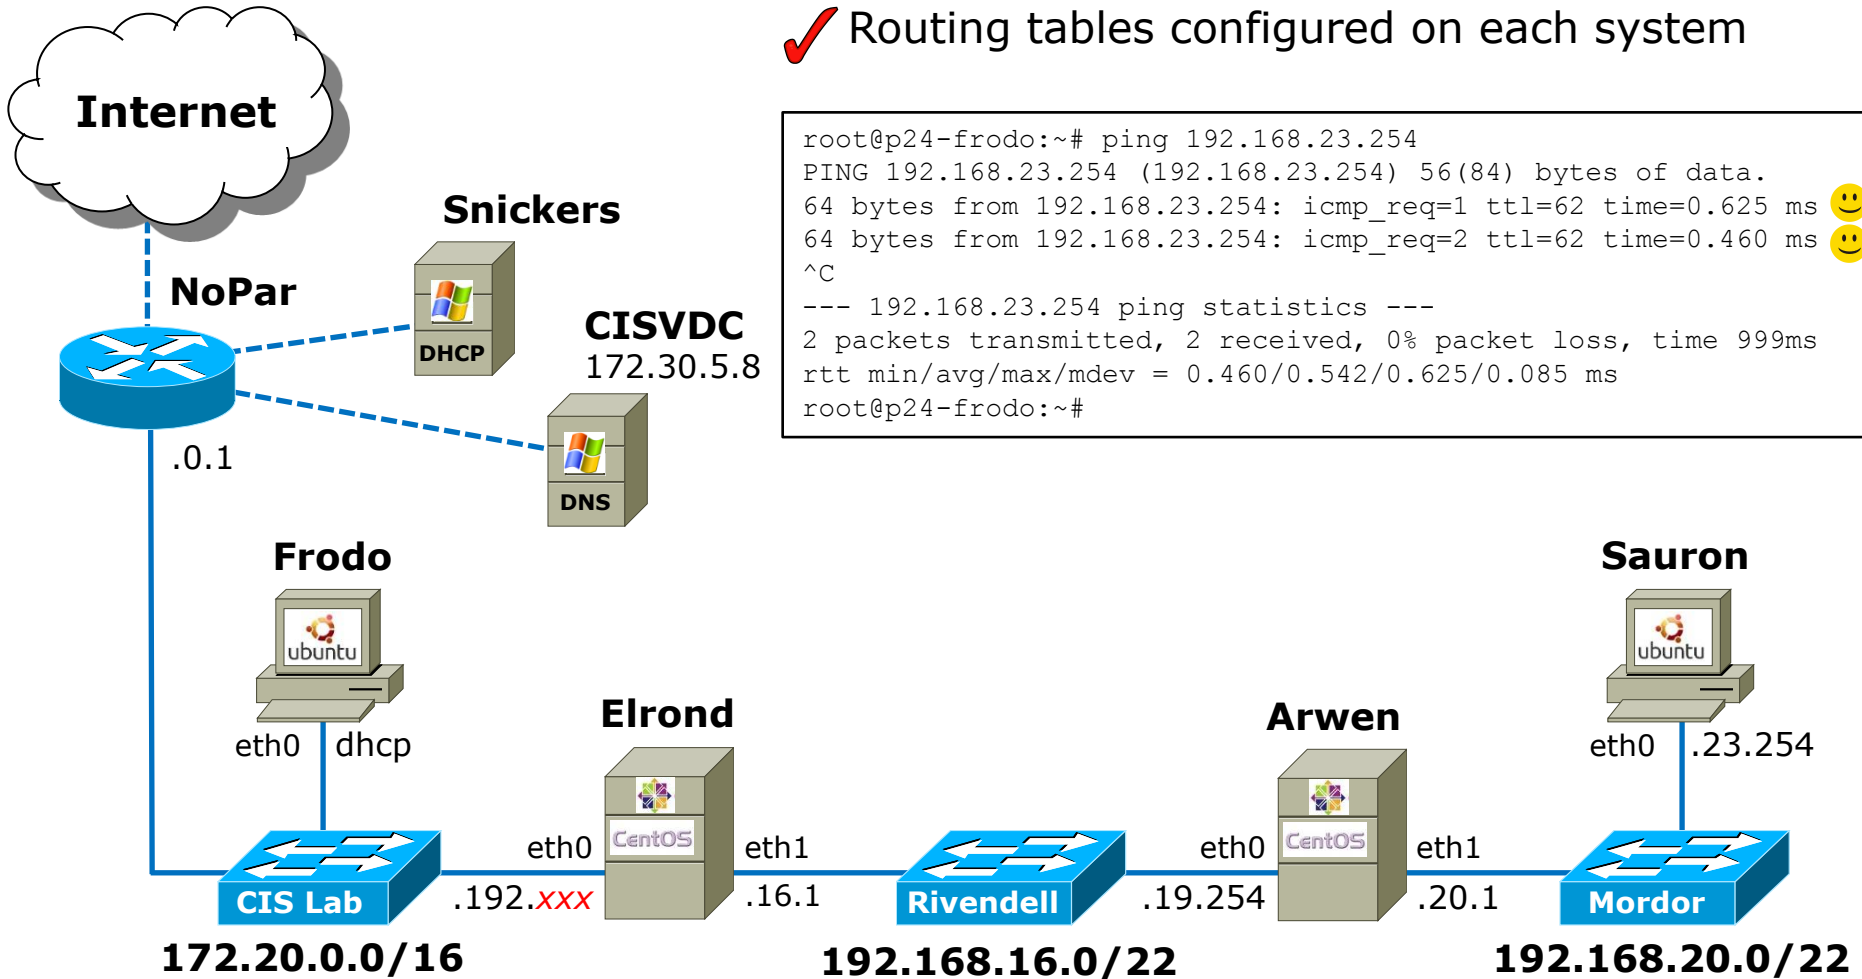 Routing tables configured on each system
Internet
root@p24-frodo:~# ping 192.168.23.254
PING 192.168.23.254 (192.168.23.254) 56(84) bytes of data.
64 bytes from 192.168.23.254: icmp_req=1 ttl=62 time=0.625 ms
64 bytes from 192.168.23.254: icmp_req=2 ttl=62 time=0.460 ms
^C
--- 192.168.23.254 ping statistics ---
2 packets transmitted, 2 received, 0% packet loss, time 999ms
rtt min/avg/max/mdev = 0.460/0.542/0.625/0.085 ms
root@p24-frodo:~#
Snickers
NoPar
DHCP
CISVDC
172.30.5.8
.0.1
DNS
Frodo
ubuntu
eth0 dhcp
Elrond
CentOS
eth0 eth1
.192.xxx .16.1
Arwen
CentOS
eth0 eth1
.19.254 .20.1
Sauron
ubuntu
eth0 .23.254
CIS Lab
Rivendell
Mordor
172.20.0.0/16
192.168.16.0/22
192.168.20.0/22